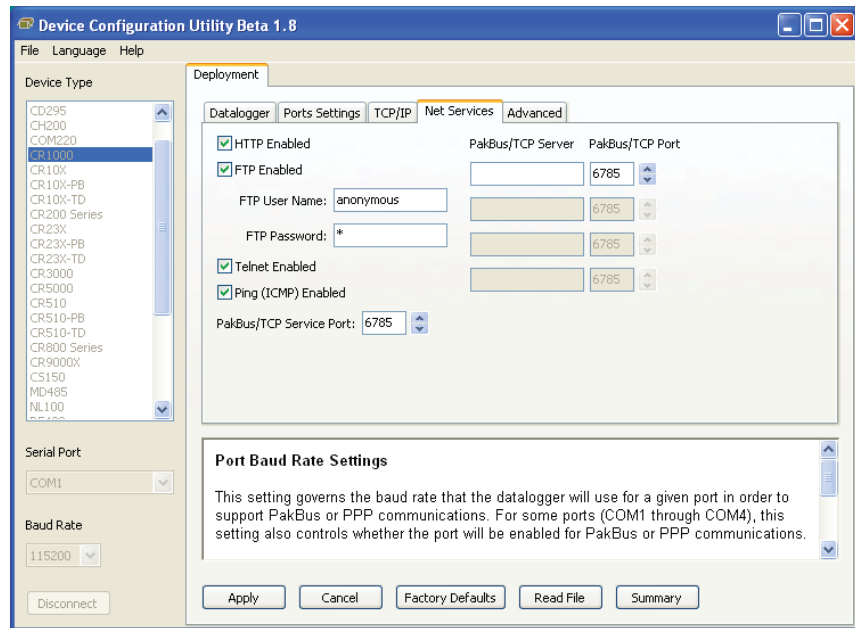 Device Configuration Utility Beta 1.8
File Language Help
Device Type
CD295
CH200
COM220
CR1000
CR10X
CR10X-PB
CR10X-TD
CR200 Series
CR23X
CR23X-PB
CR23X-TD
CR3000
CR5000
CR510
CR510-PB
CR510-TD
CR800 Series
CR9000X
CS150
MD485
NL100
Serial Port
COM1
Baud Rate
115200
Disconnect
Deployment
Datalogger Ports Settings TCP/IP Net Services Advanced
HTTP Enabled
FTP Enabled
FTP User Name: anonymous
FTP Password: *
Telnet Enabled
Ping (ICMP) Enabled
PakBus/TCP Service Port: 6785
PakBus/TCP Server PakBus/TCP Port
6785
6785
6785
6785
Port Baud Rate Settings
This setting governs the baud rate that the datalogger will use for a given port in order to
support PakBus or PPP communications. For some ports (COM1 through COM4), this
setting also controls whether the port will be enabled for PakBus or PPP communications.
Apply Cancel Factory Defaults Read File Summary